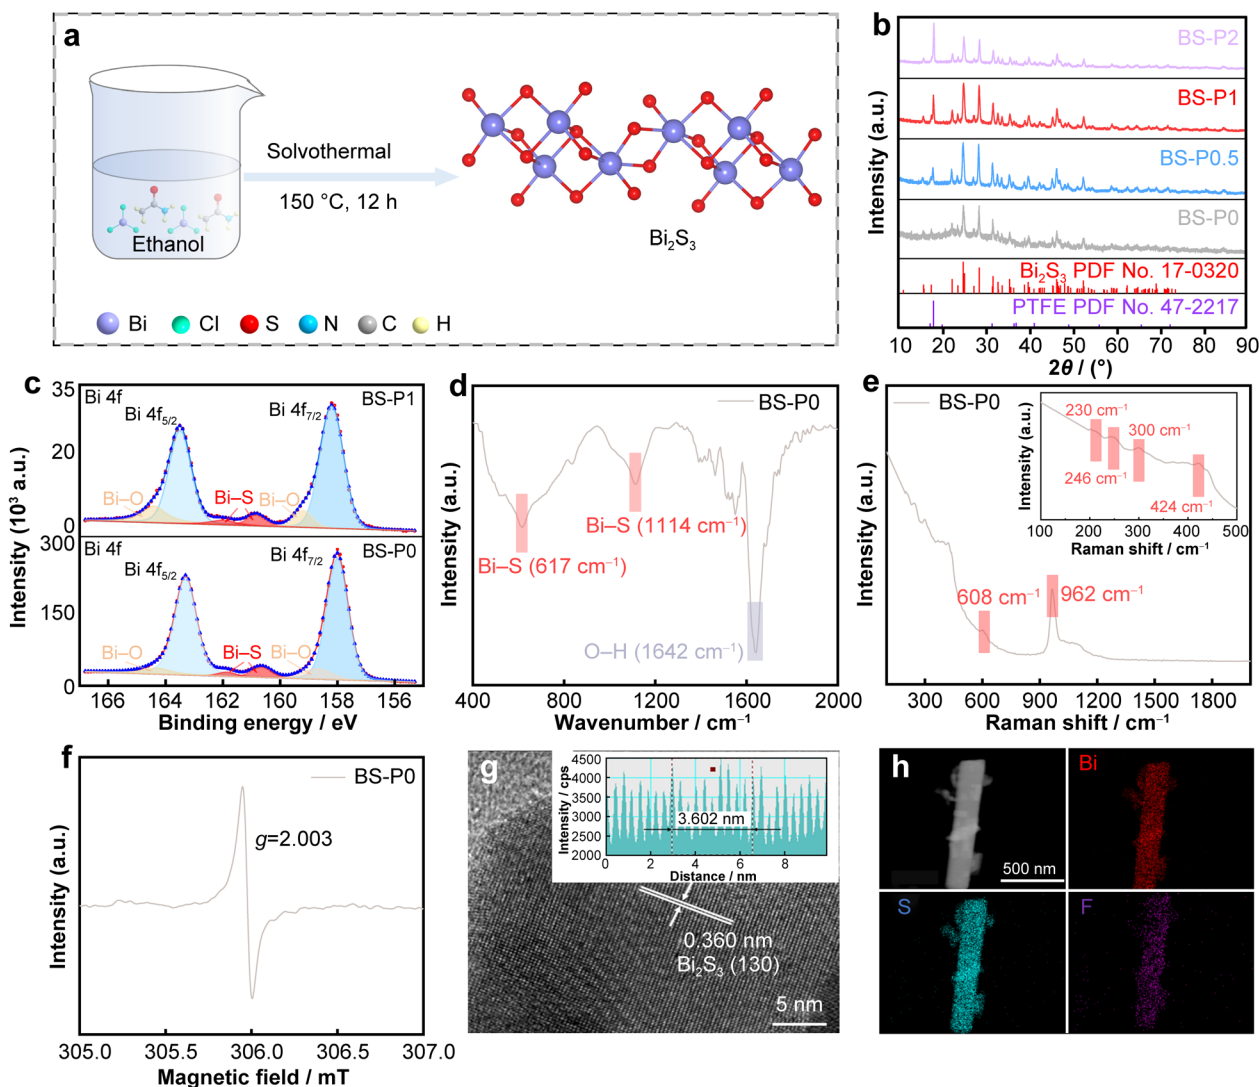 a
Solvothermal
150 °C, 12 h
Ethanol
Bi₂S₃
Bi
Cl
S
N
C
H
b
BS-P2
BS-P1
BS-P0.5
BS-P0
Bi₂S₃ PDF No. 17-0320
PTFE PDF No. 47-2217
Intensity (a.u.)
10 20 30 40 50 60 70 80 90
2θ / (°)
c
35
20
0
Bi 4f
BS-P1
Bi 4f₅/₂
Bi 4f₇/₂
Bi–O
Bi–S
Bi–O
300
150
0
Bi 4f
BS-P0
Bi 4f₅/₂
Bi 4f₇/₂
Bi–O
Bi–S
Bi–O
Intensity (10³ a.u.)
166 164 162 160 158 156
Binding energy / eV
d
BS-P0
Bi–S (1114 cm⁻¹)
Bi–S (617 cm⁻¹)
O–H (1642 cm⁻¹)
Intensity (a.u.)
400 800 1200 1600 2000
Wavenumber / cm⁻¹
e
BS-P0
230 cm⁻¹
300 cm⁻¹
246 cm⁻¹
424 cm⁻¹
Intensity (a.u.)
100 200 300 400 500
Raman shift / cm⁻¹
608 cm⁻¹
962 cm⁻¹
Intensity (a.u.)
300 600 900 1200 1500 1800
Raman shift / cm⁻¹
f
BS-P0
g=2.003
Intensity (a.u.)
305.0 305.5 306.0 306.5 307.0
Magnetic field / mT
g
4500
4000
3500
3000
2500
2000
Intensity / cps
3.602 nm
0 2 4 6 8
Distance / nm
0.360 nm
Bi₂S₃ (130)
5 nm
h
500 nm
Bi
S
F